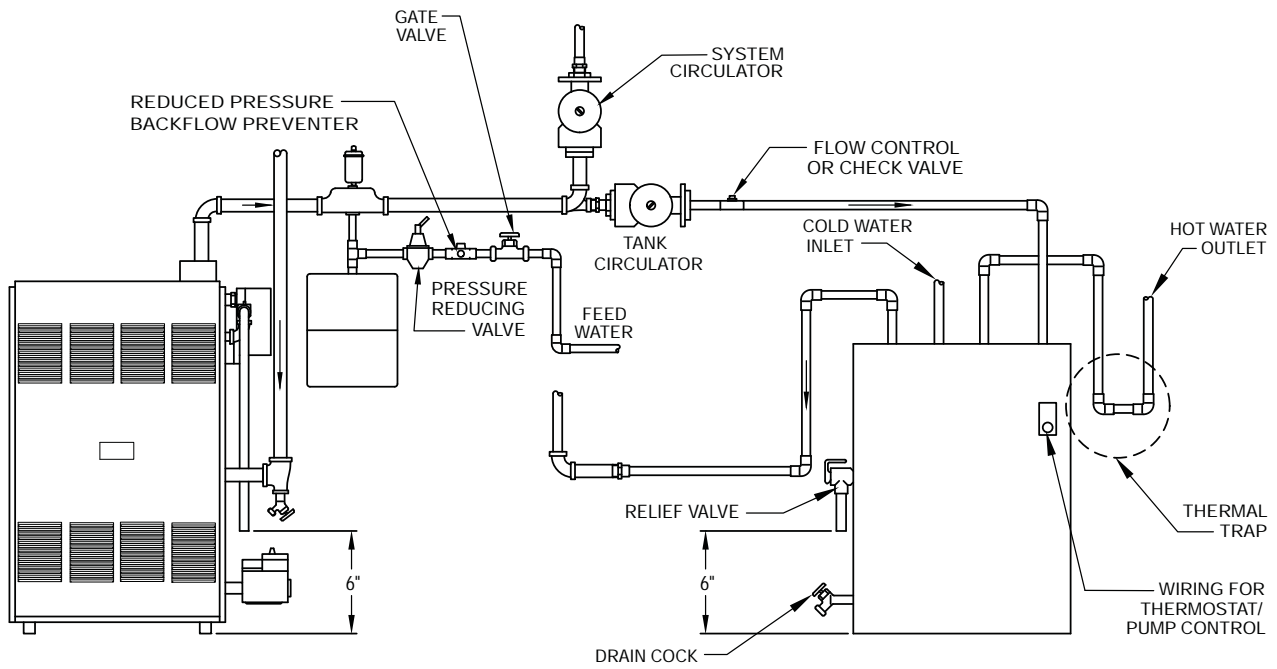 GATE
VALVE
SYSTEM
CIRCULATOR
REDUCED PRESSURE
BACKFLOW PREVENTER
FLOW CONTROL
OR CHECK VALVE
COLD WATER
INLET
HOT WATER
OUTLET
TANK
CIRCULATOR
PRESSURE
REDUCING
VALVE
FEED
WATER
RELIEF VALVE
THERMAL
TRAP
6"
6"
WIRING FOR
THERMOSTAT/
PUMP CONTROL
DRAIN COCK